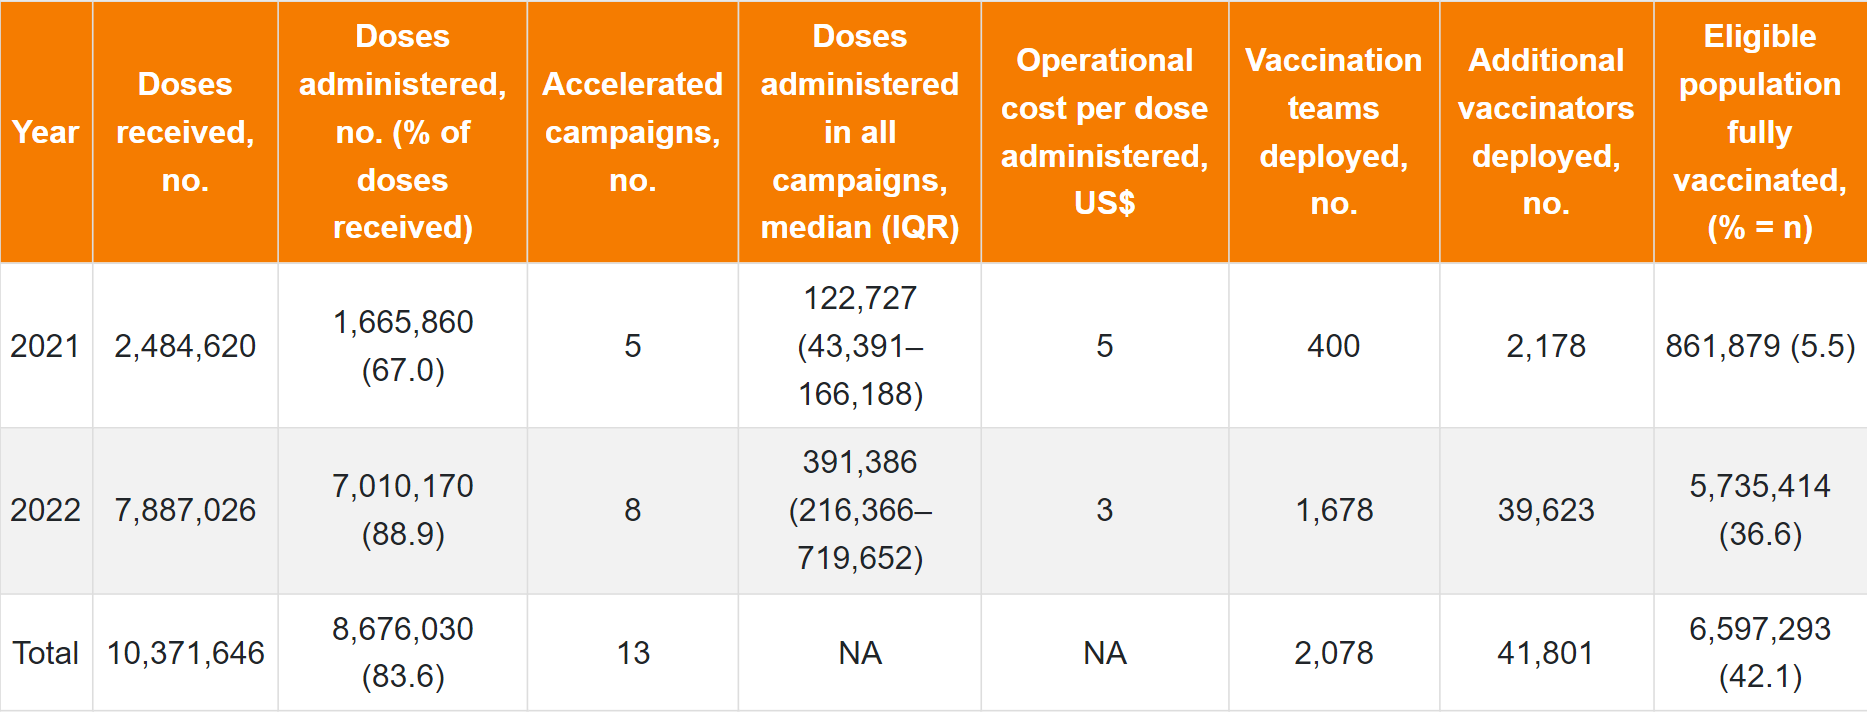 Year
Doses
received,
no.
Doses
administered,
no. (% of
doses
received)
Accelerated
campaigns,
no.
Doses
administered
in all
campaigns,
median (IQR)
Operational
cost per dose
administered,
US$
Vaccination
teams
deployed,
no.
Additional
vaccinators
deployed,
no.
Eligible
population
fully
vaccinated,
(% = n)
2021
2,484,620
1,665,860
(67.0)
5
122,727
(43,391–
166,188)
5
400
2,178
861,879 (5.5)
2022
7,887,026
7,010,170
(88.9)
8
391,386
(216,366–
719,652)
3
1,678
39,623
5,735,414
(36.6)
Total
10,371,646
8,676,030
(83.6)
13
NA
NA
2,078
41,801
6,597,293
(42.1)